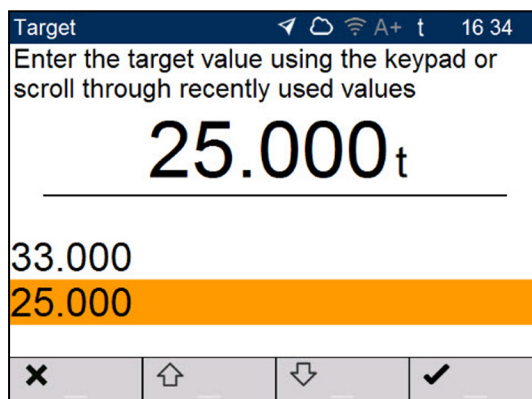 Target A+ t 16 34
Enter the target value using the keypad or
scroll through recently used values
25.000 t
33.000
25.000